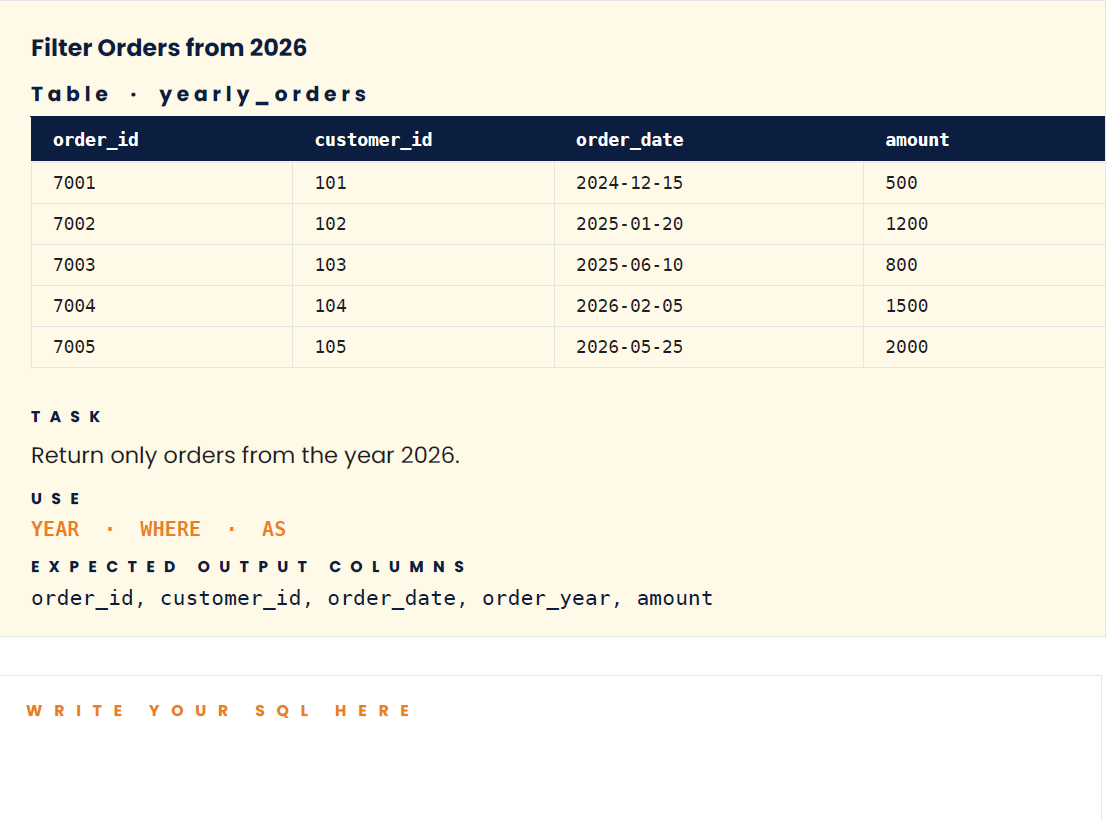 Filter Orders from 2026
Table · yearly_orders
order_id customer_id order_date amount
7001 101 2024-12-15 500
7002 102 2025-01-20 1200
7003 103 2025-06-10 800
7004 104 2026-02-05 1500
7005 105 2026-05-25 2000
TASK
Return only orders from the year 2026.
USE
YEAR · WHERE · AS
EXPECTED OUTPUT COLUMNS
order_id, customer_id, order_date, order_year, amount
WRITE YOUR SQL HERE